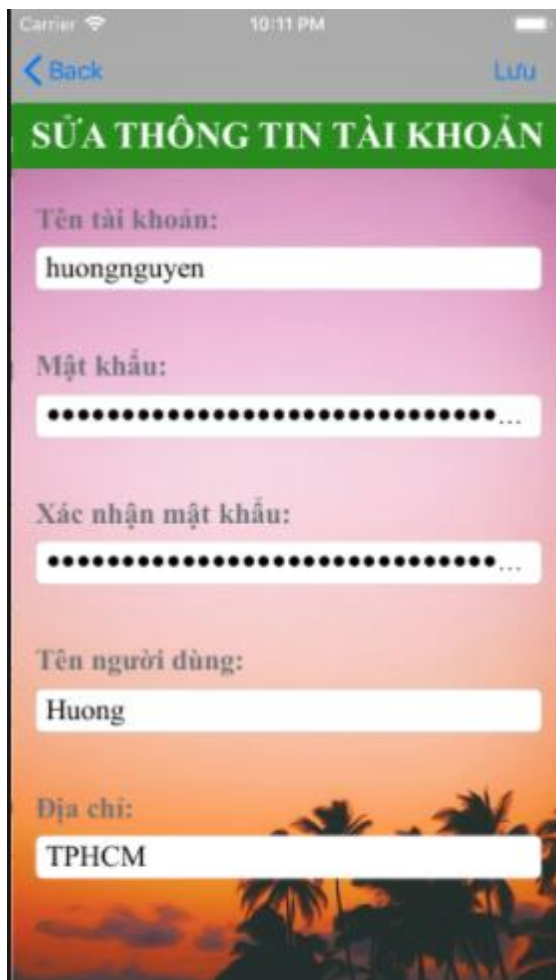 Carrier 10:11 PM
Back Lưu
SỬA THÔNG TIN TÀI KHOẢN
Tên tài khoản:
huongnguyen
Mật khẩu:
••••••••••••••••••••••••••••••...
Xác nhận mật khẩu:
••••••••••••••••••••••••••••••...
Tên người dùng:
Huong
Địa chỉ:
TPHCM